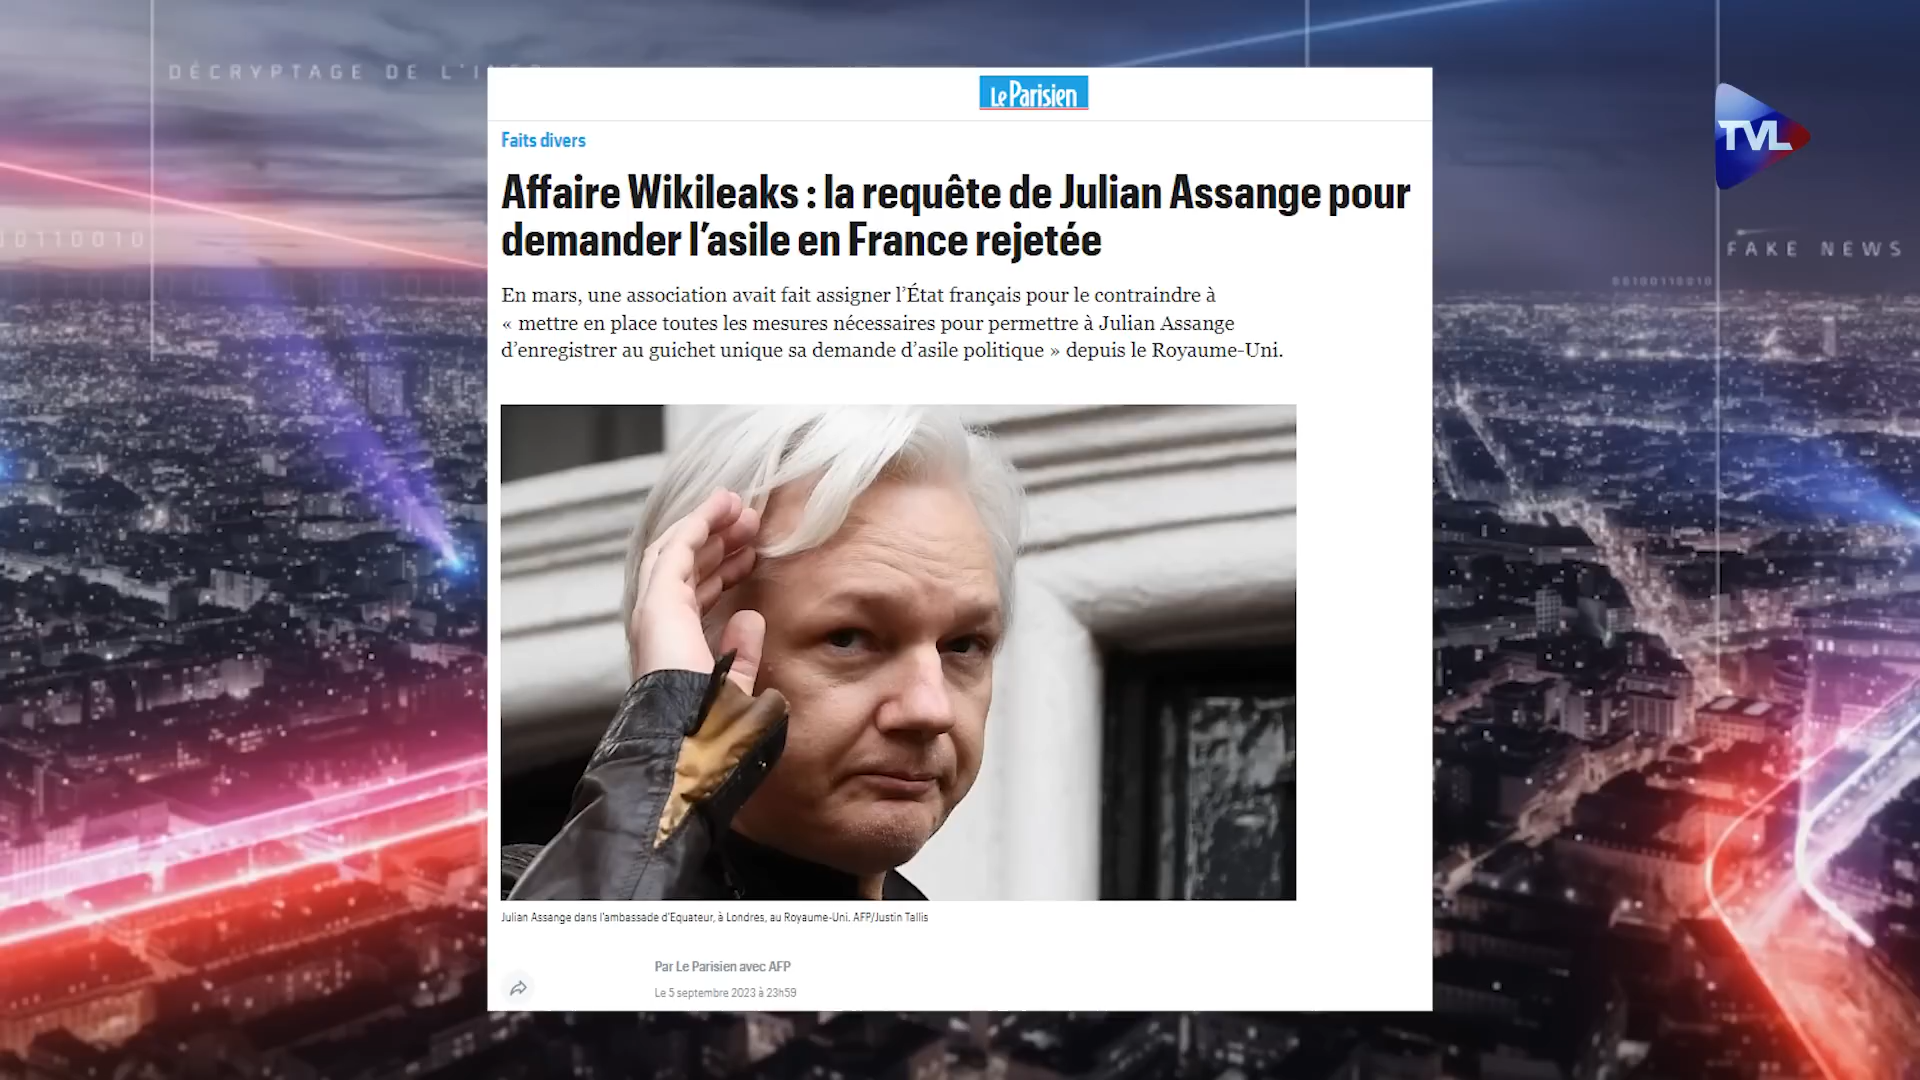 DÉCRYPTAGE DE L'INFO
Le Parisien
TVL
Faits divers
Affaire Wikileaks : la requête de Julian Assange pour
demander l'asile en France rejetée
FAKE NEWS
En mars, une association avait fait assigner l'État français pour le contraindre à
« mettre en place toutes les mesures nécessaires pour permettre à Julian Assange
d'enregistrer au guichet unique sa demande d'asile politique » depuis le Royaume-Uni.
Julian Assange dans l'ambassade d'Equateur, à Londres, au Royaume-Uni. AFP/Justin Tallis
Par Le Parisien avec AFP
Le 5 septembre 2023 à 23h59